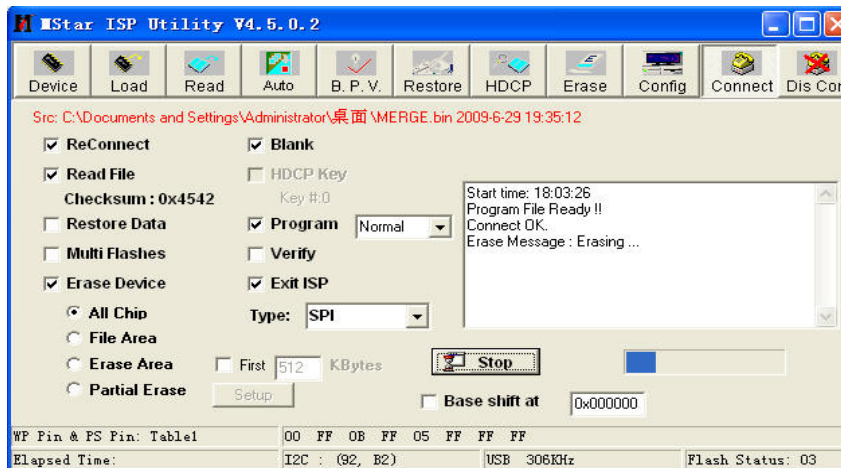 MStar ISP Utility V4.5.0.2
Device Load Read Auto B. P. V. Restore HDCP Erase Config Connect Dis Con
Src: C:\Documents and Settings\Administrator\桌面\MERGE.bin 2009-6-29 19:35:12
ReConnect Blank
Read File HDCP Key
Checksum : 0x4542 Key #:0
Restore Data Program Normal
Multi Flashes Verify
Erase Device Exit ISP
All Chip Type: SPI
File Area
Erase Area First 512 KBytes
Partial Erase Setup
Start time: 18:03:26
Program File Ready !!
Connect OK.
Erase Message : Erasing ...
Stop
Base shift at 0x000000
WP Pin & PS Pin: Table1 00 FF 0B FF 05 FF FF FF
Elapsed Time: I2C : (92, B2) USB 306KHz Flash Status: 03